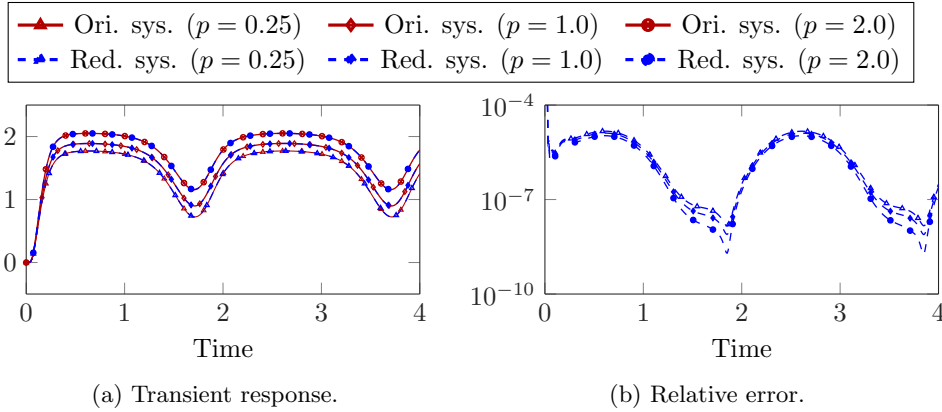 Ori. sys. (p = 0.25) Ori. sys. (p = 1.0) Ori. sys. (p = 2.0)
Red. sys. (p = 0.25) Red. sys. (p = 1.0) Red. sys. (p = 2.0)
2
1
0
0 1 2 3 4
Time
(a) Transient response.
10⁻⁴
10⁻⁷
10⁻¹⁰
0 1 2 3 4
Time
(b) Relative error.